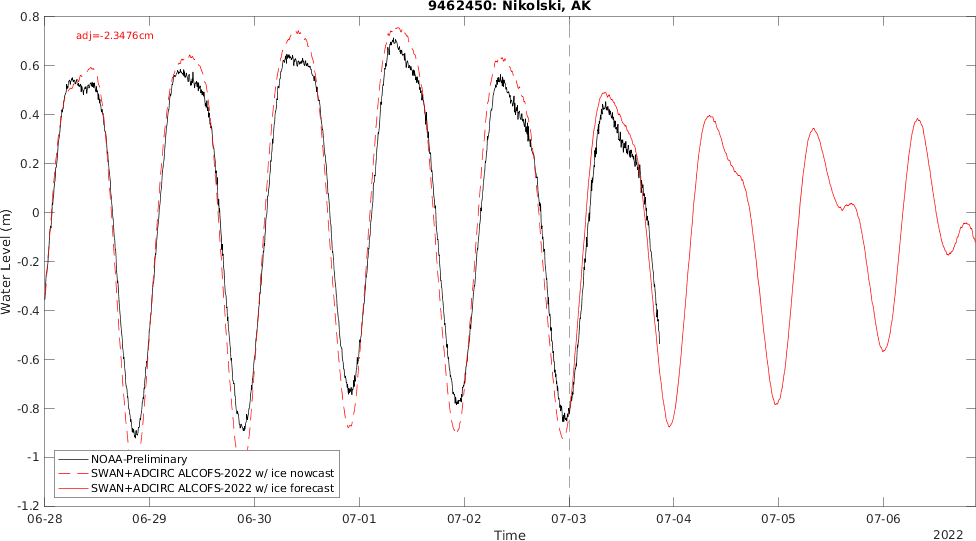 9462450: Nikolski, AK
adj=-2.3476cm
0.8
0.6
0.4
0.2
0
-0.2
-0.4
-0.6
-0.8
-1
-1.2
Water Level (m)
NOAA-Preliminary
SWAN+ADCIRC ALCOFS-2022 w/ ice nowcast
SWAN+ADCIRC ALCOFS-2022 w/ ice forecast
06-28 06-29 06-30 07-01 07-02 07-03 07-04 07-05 07-06
Time
2022